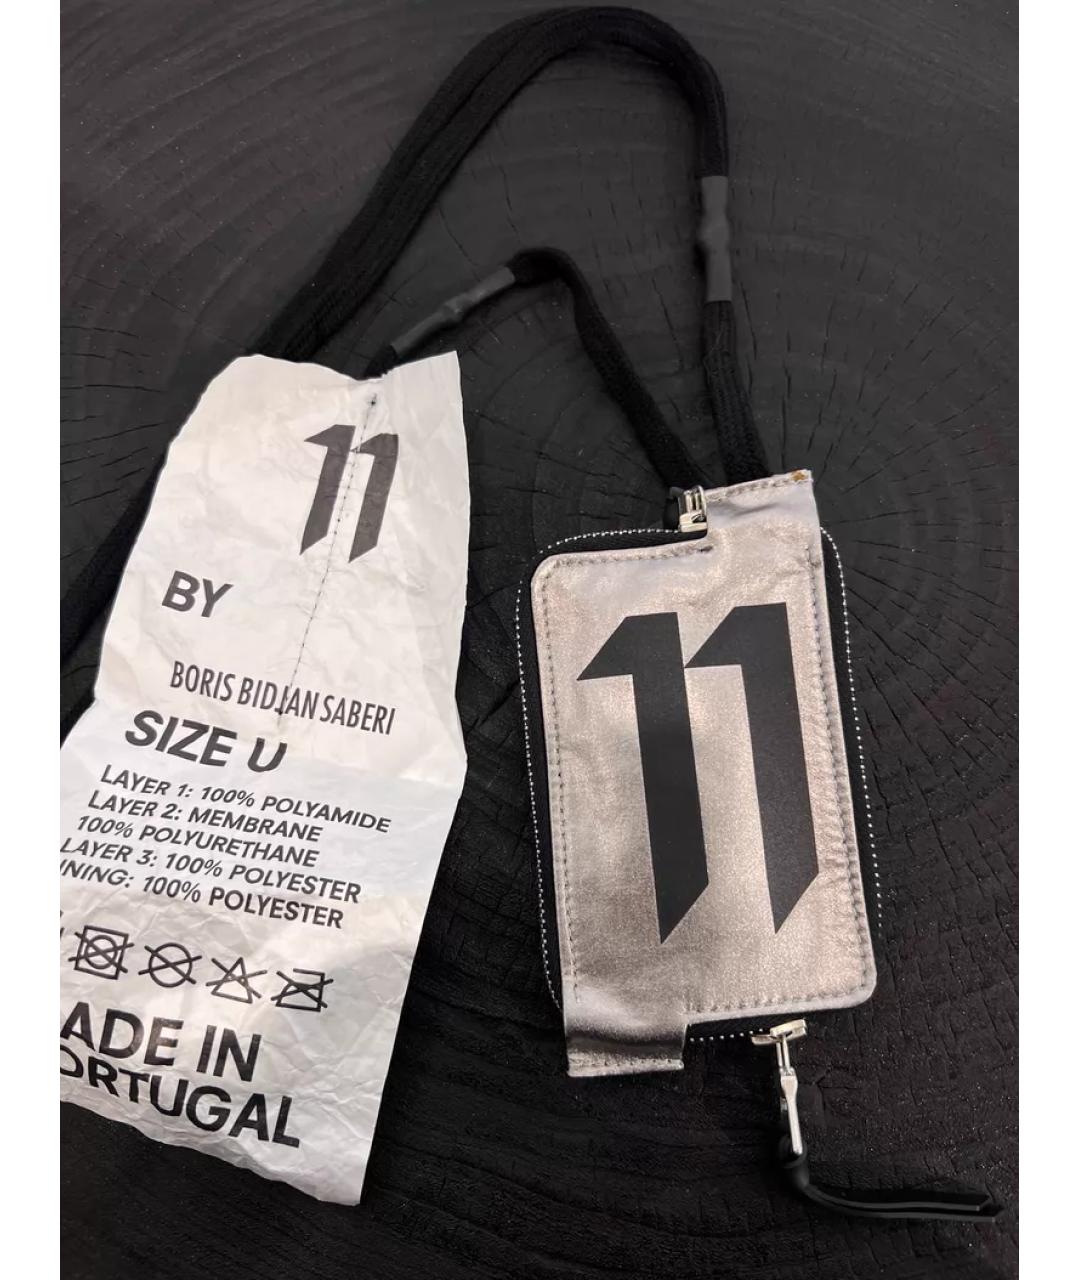 11
BY
BORIS BIDJAN SABERI
SIZE U
LAYER 1: 100% POLYAMIDE
LAYER 2: MEMBRANE
100% POLYURETHANE
LAYER 3: 100% POLYESTER
INING: 100% POLYESTER
ADE IN
ORTUGAL
11